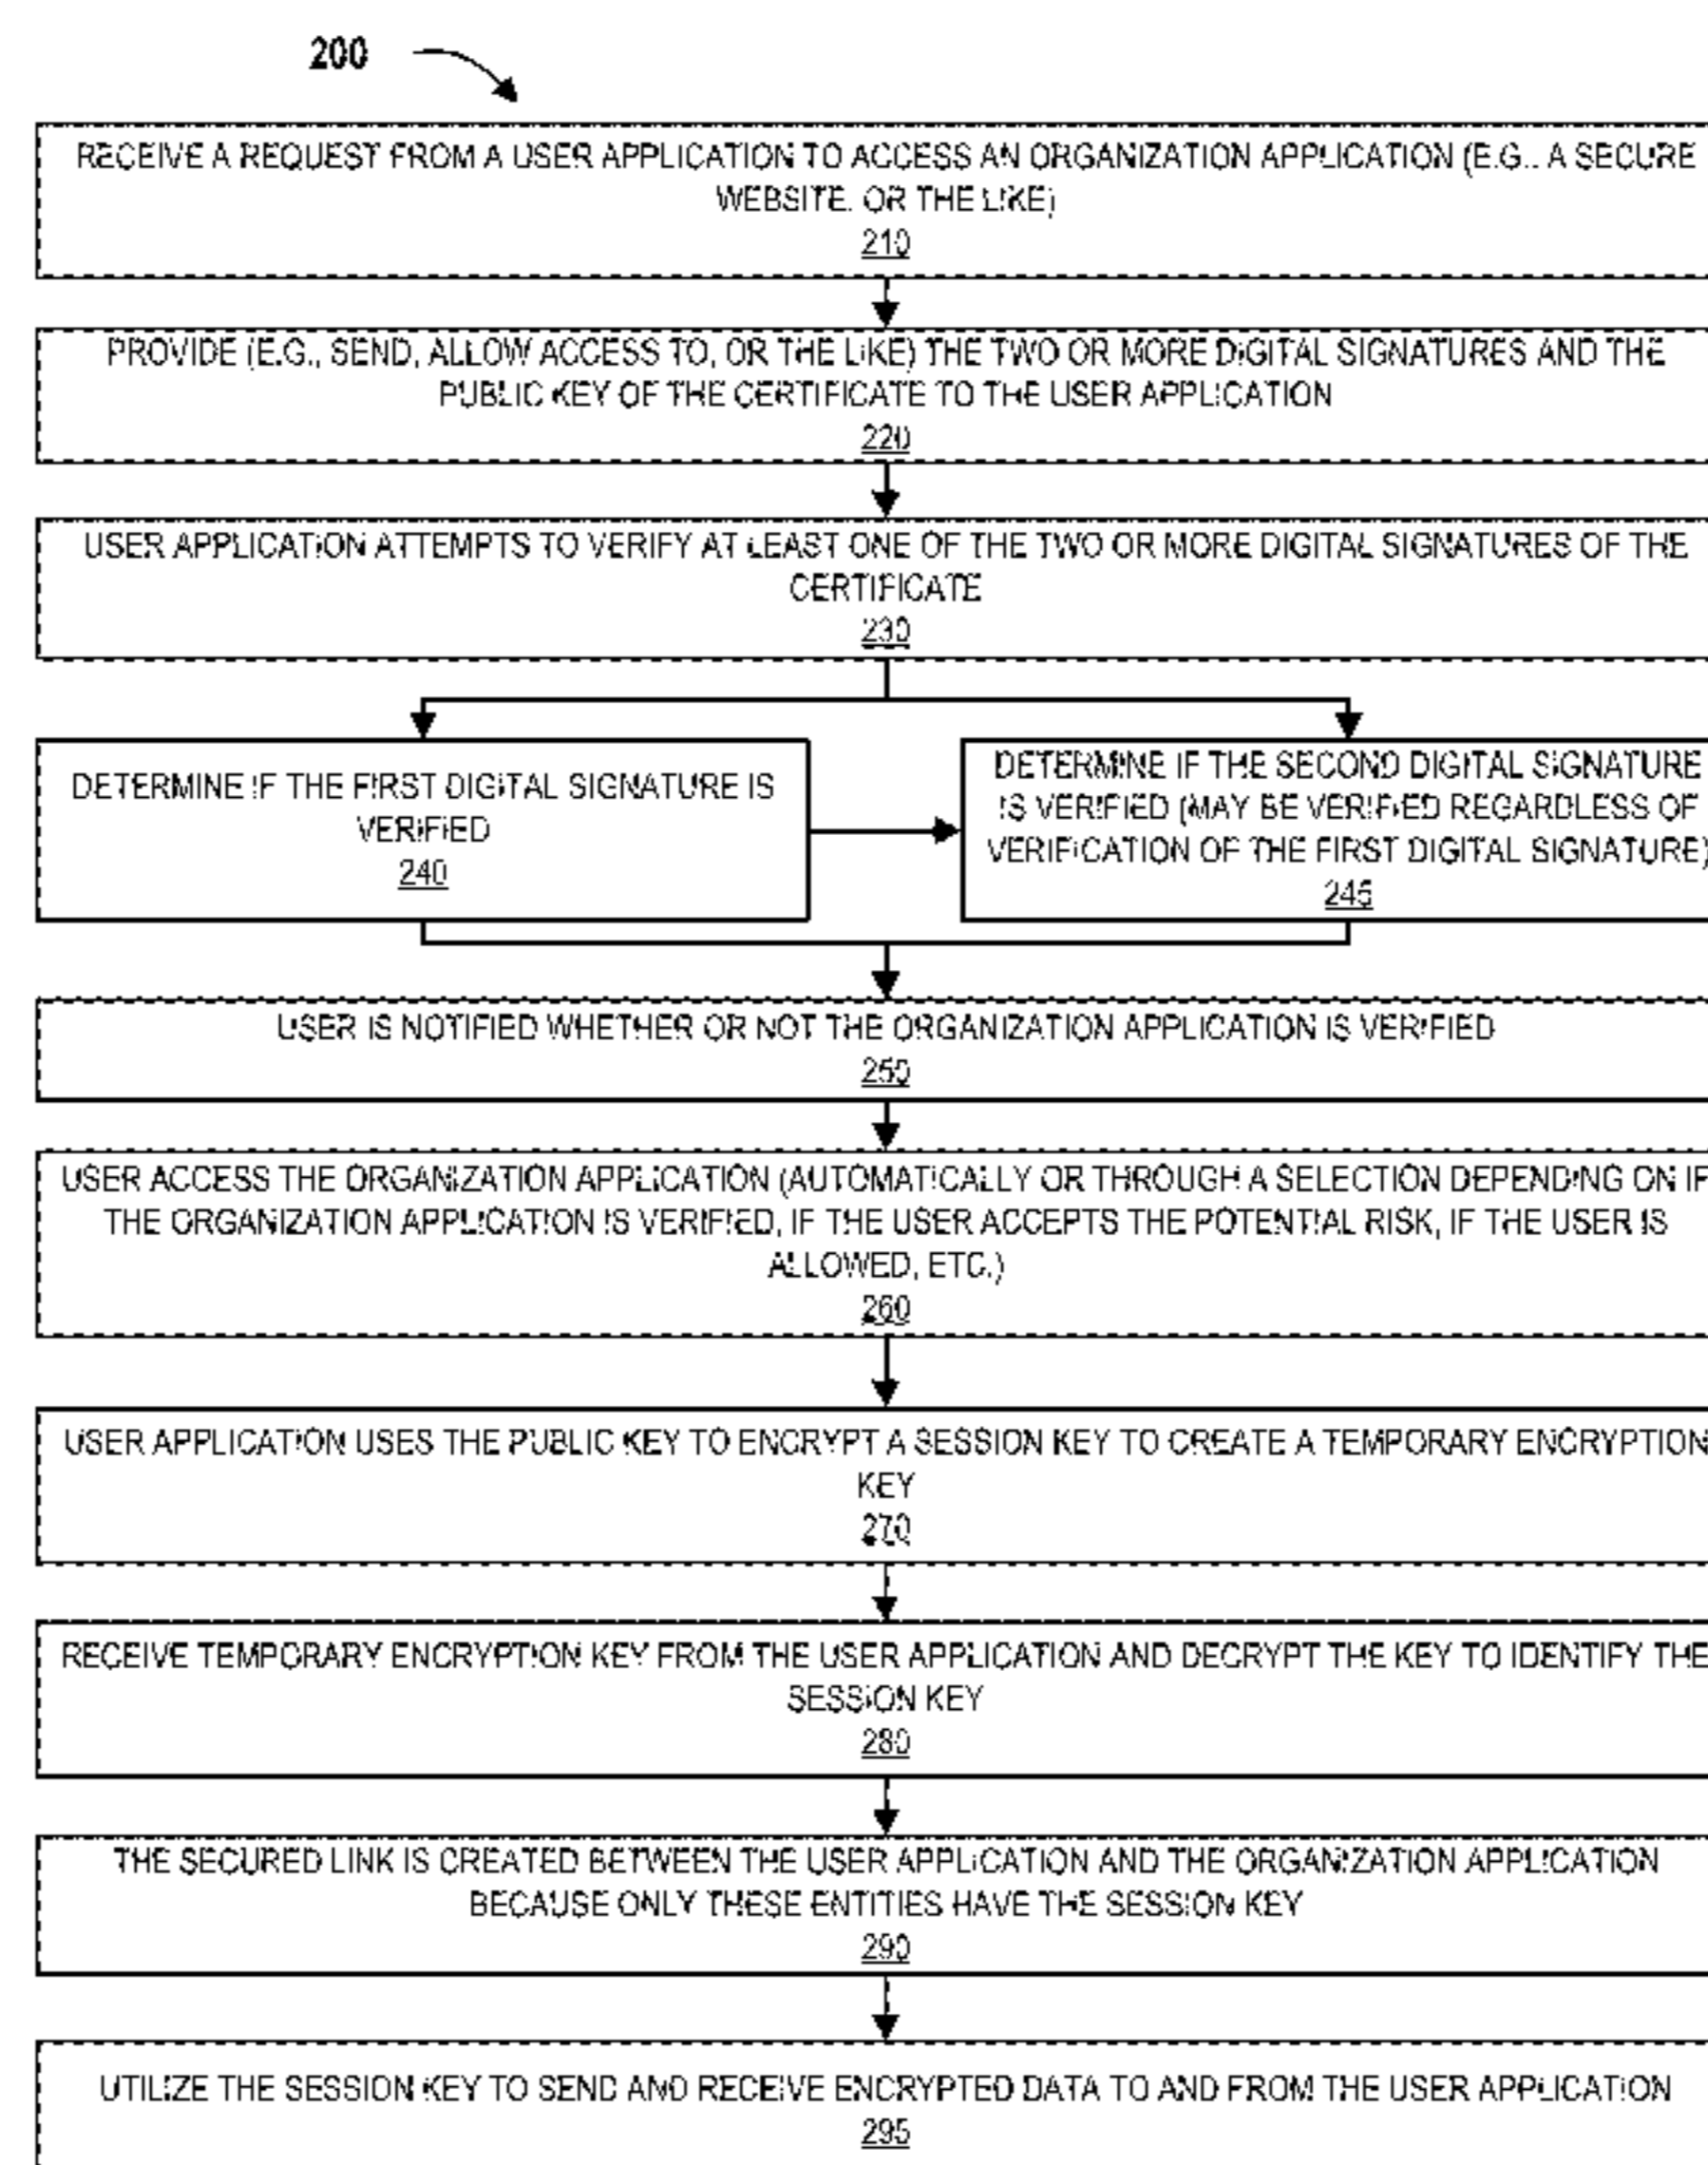 200
RECEIVE A REQUEST FROM A USER APPLICATION TO ACCESS AN ORGANIZATION APPLICATION (E.G., A SECURE
WEBSITE, OR THE LIKE)
210
PROVIDE (E.G., SEND, ALLOW ACCESS TO, OR THE LIKE) THE TWO OR MORE DIGITAL SIGNATURES AND THE
PUBLIC KEY OF THE CERTIFICATE TO THE USER APPLICATION
220
USER APPLICATION ATTEMPTS TO VERIFY AT LEAST ONE OF THE TWO OR MORE DIGITAL SIGNATURES OF THE
CERTIFICATE
230
DETERMINE IF THE FIRST DIGITAL SIGNATURE IS
VERIFIED
240
DETERMINE IF THE SECOND DIGITAL SIGNATURE
IS VERIFIED (MAY BE VERIFIED REGARDLESS OF
VERIFICATION OF THE FIRST DIGITAL SIGNATURE)
245
USER IS NOTIFIED WHETHER OR NOT THE ORGANIZATION APPLICATION IS VERIFIED
250
USER ACCESS THE ORGANIZATION APPLICATION (AUTOMATICALLY OR THROUGH A SELECTION DEPENDING ON IF
THE ORGANIZATION APPLICATION IS VERIFIED, IF THE USER ACCEPTS THE POTENTIAL RISK, IF THE USER IS
ALLOWED, ETC.)
260
USER APPLICATION USES THE PUBLIC KEY TO ENCRYPT A SESSION KEY TO CREATE A TEMPORARY ENCRYPTION
KEY
270
RECEIVE TEMPORARY ENCRYPTION KEY FROM THE USER APPLICATION AND DECRYPT THE KEY TO IDENTIFY THE
SESSION KEY
280
THE SECURED LINK IS CREATED BETWEEN THE USER APPLICATION AND THE ORGANIZATION APPLICATION
BECAUSE ONLY THESE ENTITIES HAVE THE SESSION KEY
290
UTILIZE THE SESSION KEY TO SEND AND RECEIVE ENCRYPTED DATA TO AND FROM THE USER APPLICATION
295